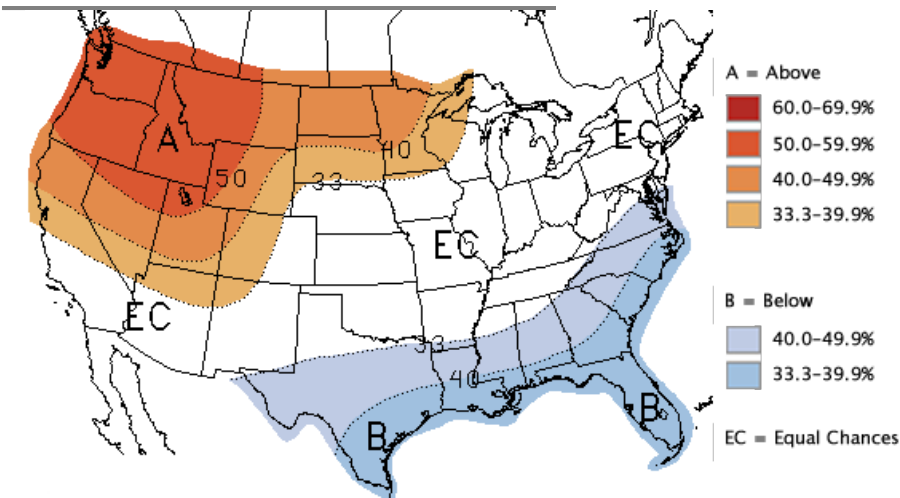 A
EC
40
50
33
EC
EC
33
40
B
B
A = Above
60.0–69.9%
50.0–59.9%
40.0–49.9%
33.3–39.9%
B = Below
40.0–49.9%
33.3–39.9%
EC = Equal Chances